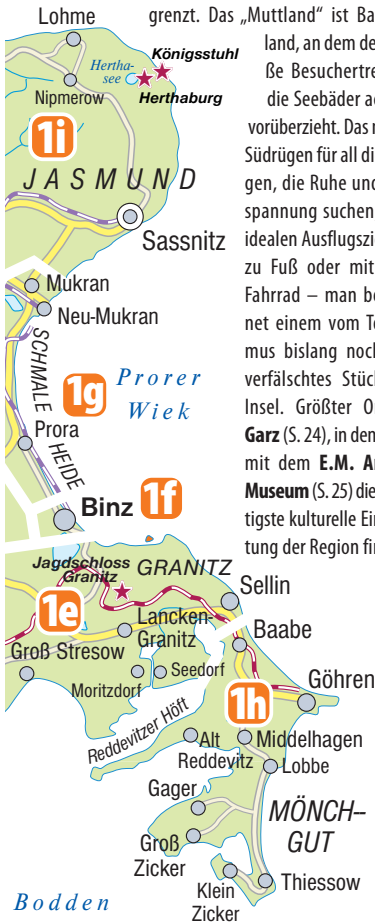 Lohme
grenzt. Das „Muttland“ ist Ba
land, an dem de
ße Besuchertre
die Seebäder a
vorüberzieht. Das
Südrügen für all di
gen, die Ruhe und
spannung suchen
idealen Ausflugszi
zu Fuß oder mit
Fahrrad – man be
net einem vom T
mus bislang noch
verfälschtes Stück
Insel. Größter O
Garz (S. 24), in den
mit dem E.M. A
Museum (S. 25) die
tigste kulturelle Ein
tung der Region fi
Königsstuhl
Hertha-
see
Herthaburg
Nipmerow
1i
JASMUND
Sassnitz
Mukran
Neu-Mukran
SCHMALE
HEIDE
1g
Prorer
Wiek
Prora
Binz
1f
Jagdschloss
Granitz
GRANITZ
Sellin
1e
Lancken-
Granitz
Baabe
Groß Stresow
Seedorf
Moritzdorf
Göhren
1h
Reddevitzer Höft
Alt
Reddevitz
Middelhagen
Lobbe
Gager
MÖNCH-
GUT
Groß
Zicker
Klein
Zicker
Thiessow
Bodden